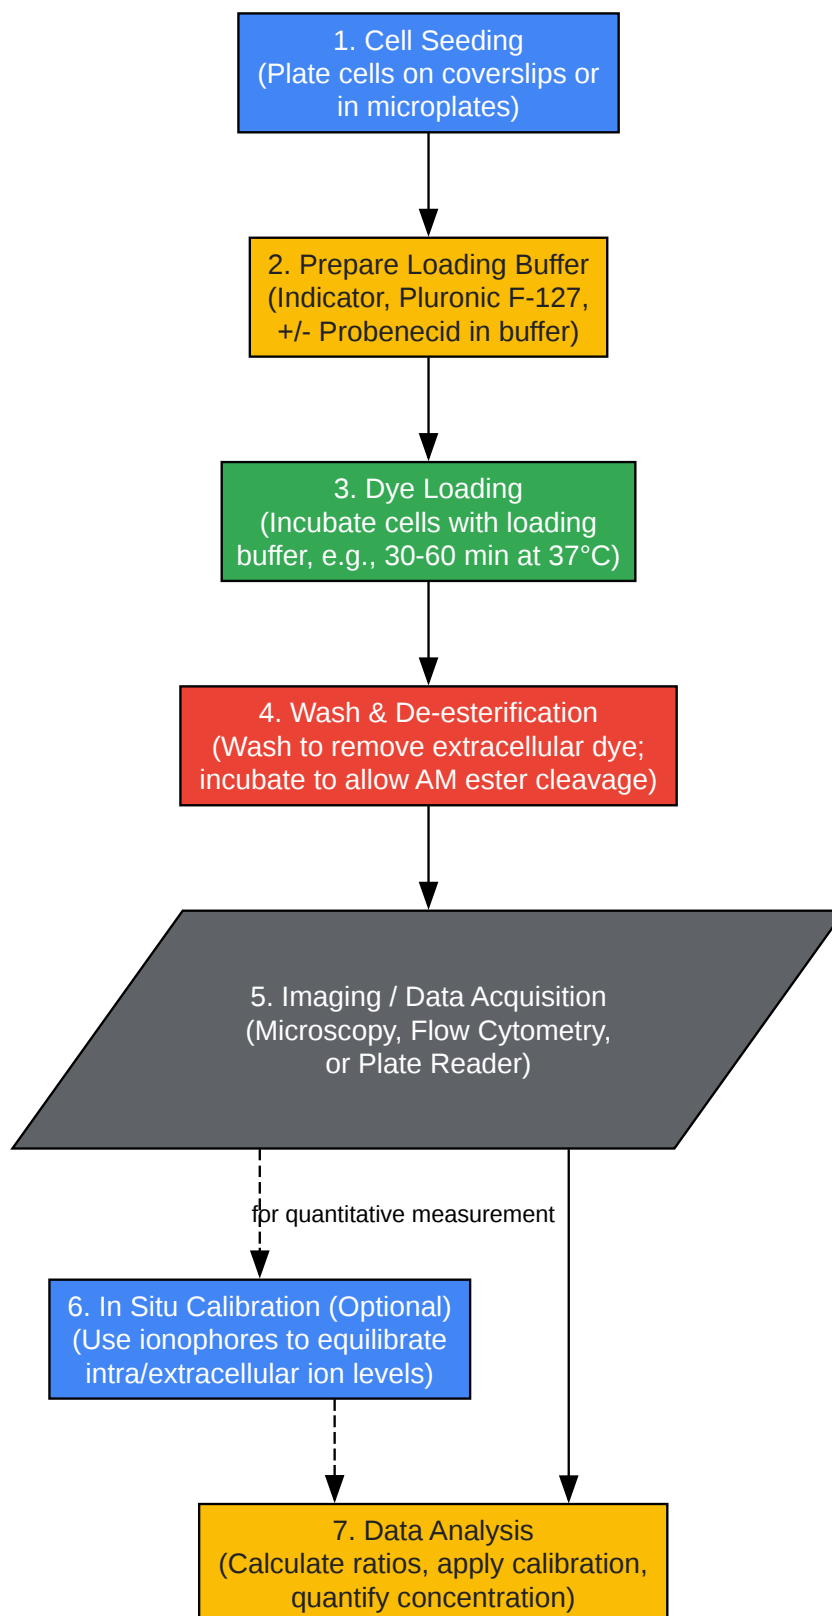 1. Cell Seeding
(Plate cells on coverslips or
in microplates)
2. Prepare Loading Buffer
(Indicator, Pluronic F-127,
+/- Probenecid in buffer)
3. Dye Loading
(Incubate cells with loading
buffer, e.g., 30-60 min at 37°C)
4. Wash & De-esterification
(Wash to remove extracellular dye;
incubate to allow AM ester cleavage)
5. Imaging / Data Acquisition
(Microscopy, Flow Cytometry,
or Plate Reader)
for quantitative measurement
6. In Situ Calibration (Optional)
(Use ionophores to equilibrate
intra/extracellular ion levels)
7. Data Analysis
(Calculate ratios, apply calibration,
quantify concentration)